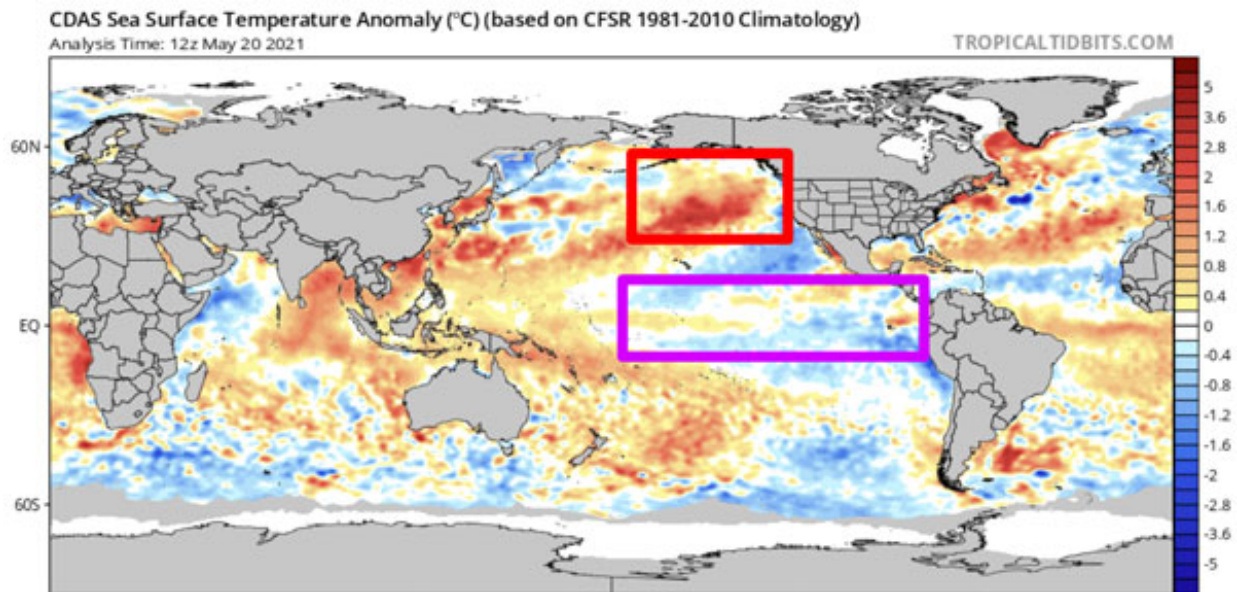 CDAS Sea Surface Temperature Anomaly (°C) (based on CFSR 1981-2010 Climatology)
Analysis Time: 12z May 20 2021
TROPICALTIDBITS.COM
60N
EQ
60S
5
3.6
2.8
2
1.6
1.2
0.8
0.4
0
-0.4
-0.8
-1.2
-1.6
-2
-2.8
-3.6
-5